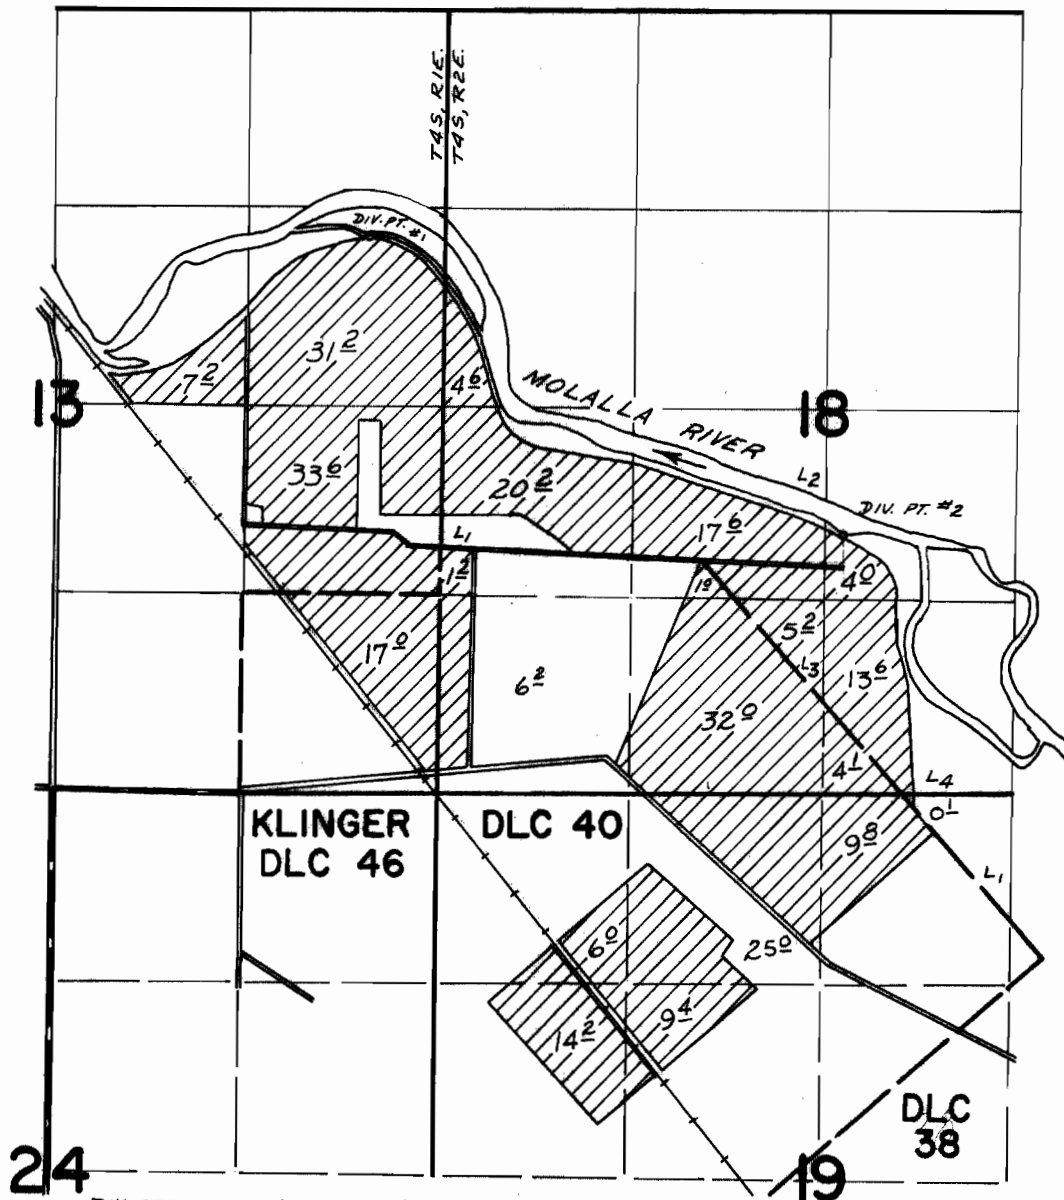 T4S, R1E.
T4S, R2E.
DIV. PT. #1
31 2
7 2
4 6
13
MOLALLA RIVER
18
L2
33 6
20 2
DIV. PT. #2
17 6
L1
1 2
4 0
1 0
5 2
17 0
L3
13 6
6 2
32 0
4 1
L4
0 1
KLINGER
DLC 46
DLC 40
9 8
L1
6 0
25 0
9 4
14 2
DLC
38
24
19